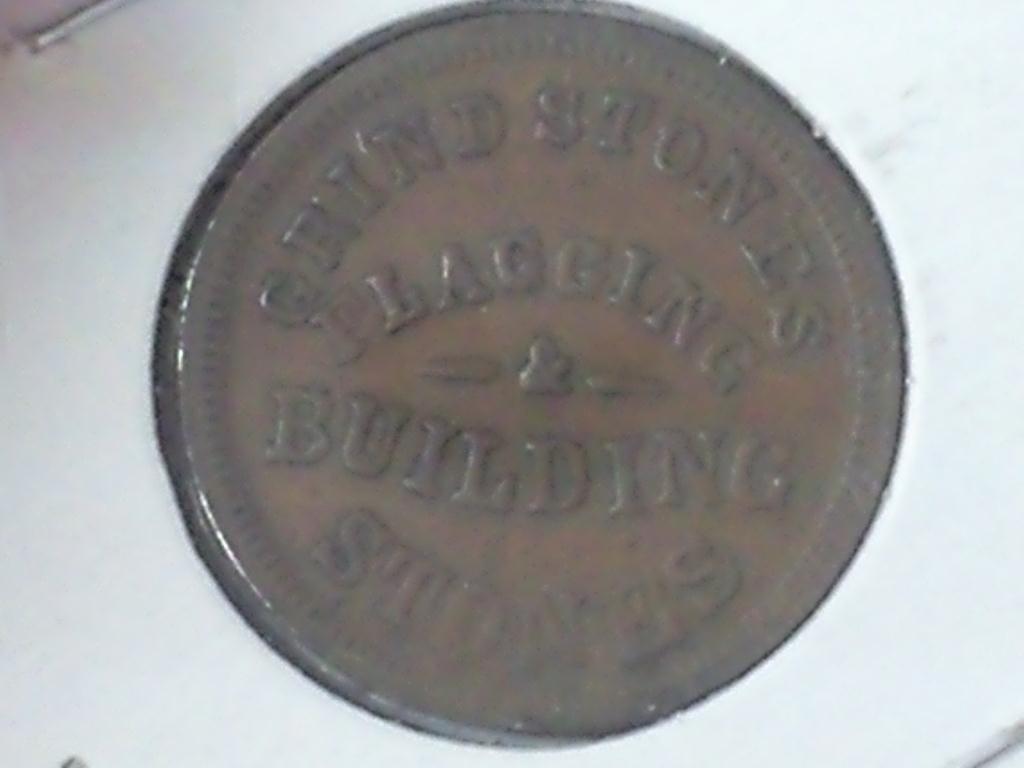 GRIND STONES
FLAGGING
- & -
BUILDING
STONES